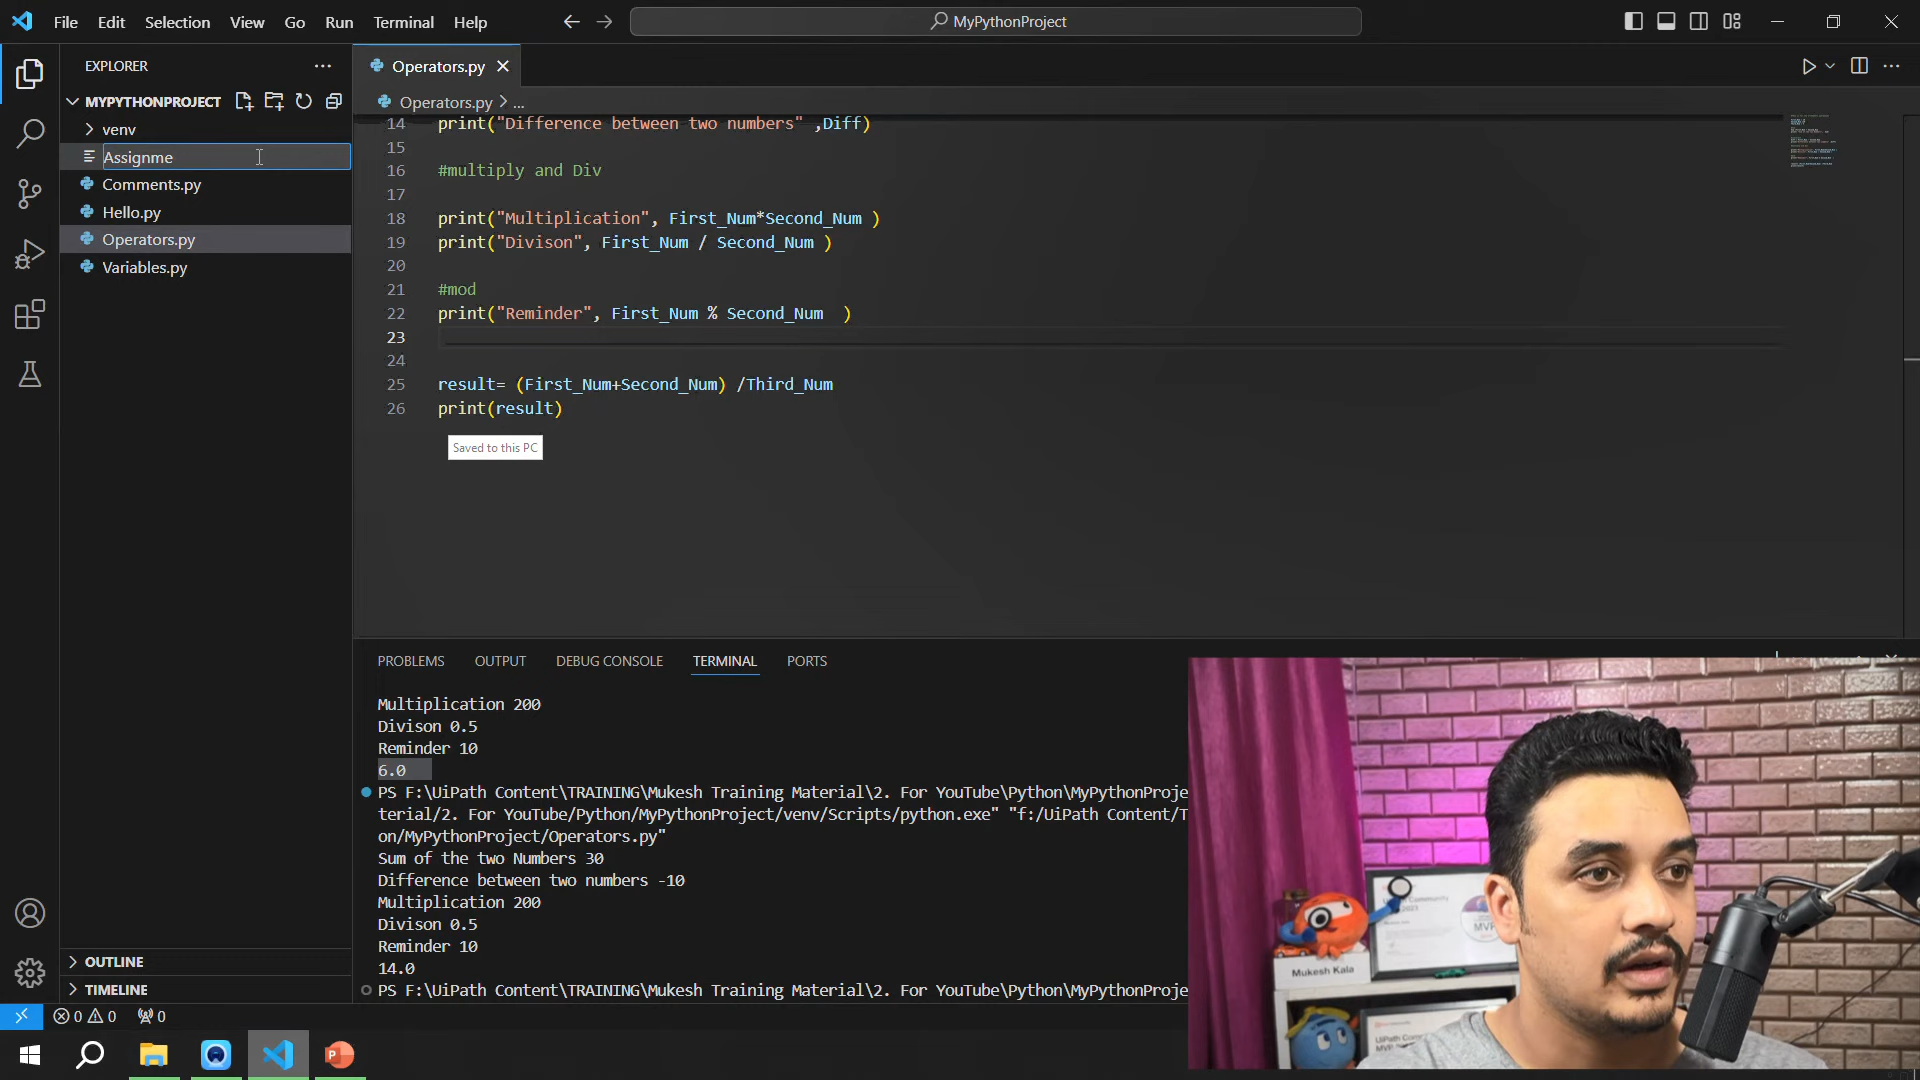 File Edit Selection View Go Run Terminal Help
MyPythonProject
EXPLORER
MYPYTHONPROJECT
venv
Assignme
Comments.py
Hello.py
Operators.py
Variables.py
OUTLINE
TIMELINE
Operators.py
Operators.py > ...
14 print("Difference between two numbers" ,Diff)
15
16 #multiply and Div
17
18 print("Multiplication", First_Num*Second_Num )
19 print("Divison", First_Num / Second_Num )
20
21 #mod
22 print("Reminder", First_Num % Second_Num )
23
24
25 result= (First_Num+Second_Num) /Third_Num
26 print(result)
Saved to this PC
PROBLEMS OUTPUT DEBUG CONSOLE TERMINAL PORTS
Multiplication 200
Divison 0.5
Reminder 10
6.0
PS F:\UiPath Content\TRAINING\Mukesh Training Material\2. For YouTube\Python\MyPythonProje
terial/2. For YouTube/Python/MyPythonProject/venv/Scripts/python.exe" "f:/UiPath Content/T
on/MyPythonProject/Operators.py"
Sum of the two Numbers 30
Difference between two numbers -10
Multiplication 200
Divison 0.5
Reminder 10
14.0
PS F:\UiPath Content\TRAINING\Mukesh Training Material\2. For YouTube\Python\MyPythonProje
Mukesh Kala
0 0 0